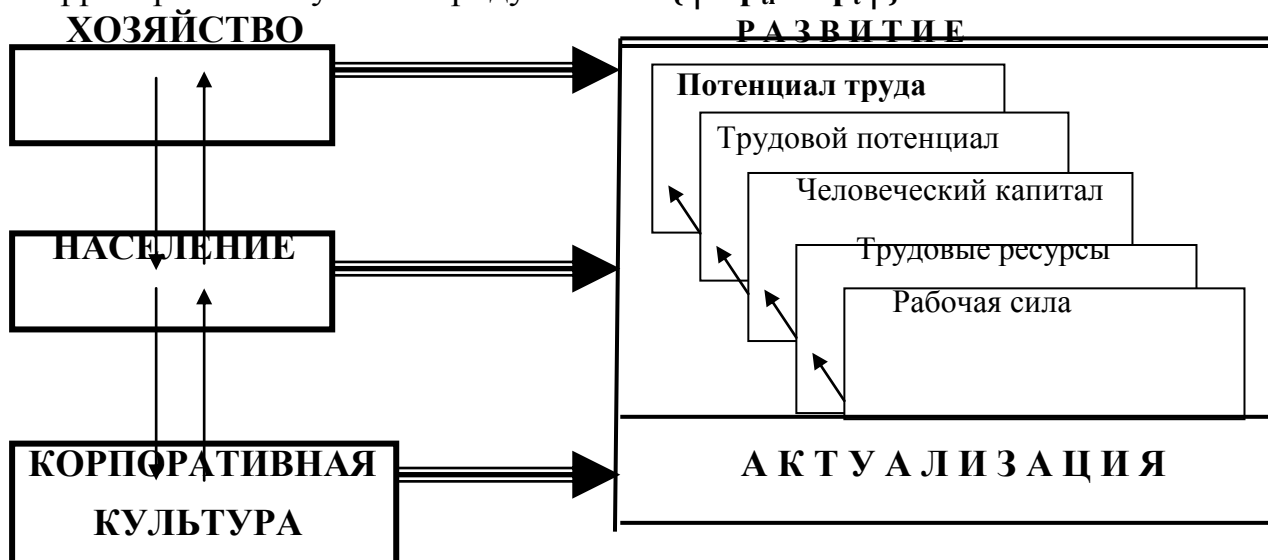 ХОЗЯЙСТВО
Р А З В И Т И Е
Потенциал труда
Трудовой потенциал
Человеческий капитал
НАСЕЛЕНИЕ
Трудовые ресурсы
Рабочая сила
КОРПОРАТИВНАЯ
КУЛЬТУРА
А К Т У А Л И З А Ц И Я